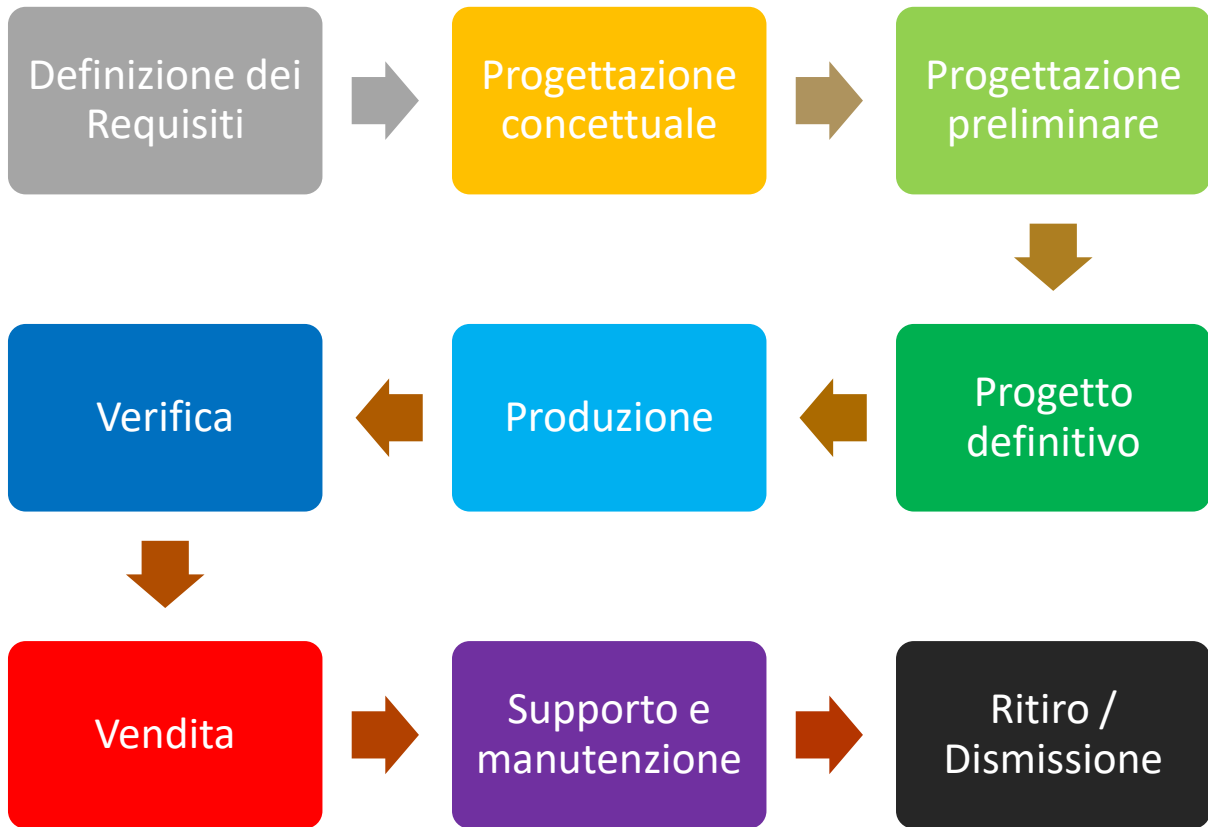 Definizione dei
Requisiti
Progettazione
concettuale
Progettazione
preliminare
Progetto
definitivo
Produzione
Verifica
Vendita
Supporto e
manutenzione
Ritiro /
Dismissione